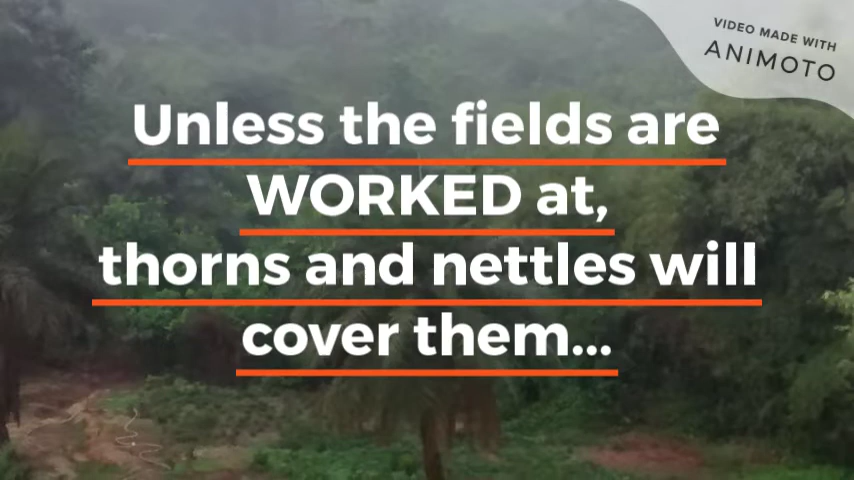 VIDEO MADE WITH
ANIMOTO
Unless the fields are
WORKED at,
thorns and nettles will
cover them...